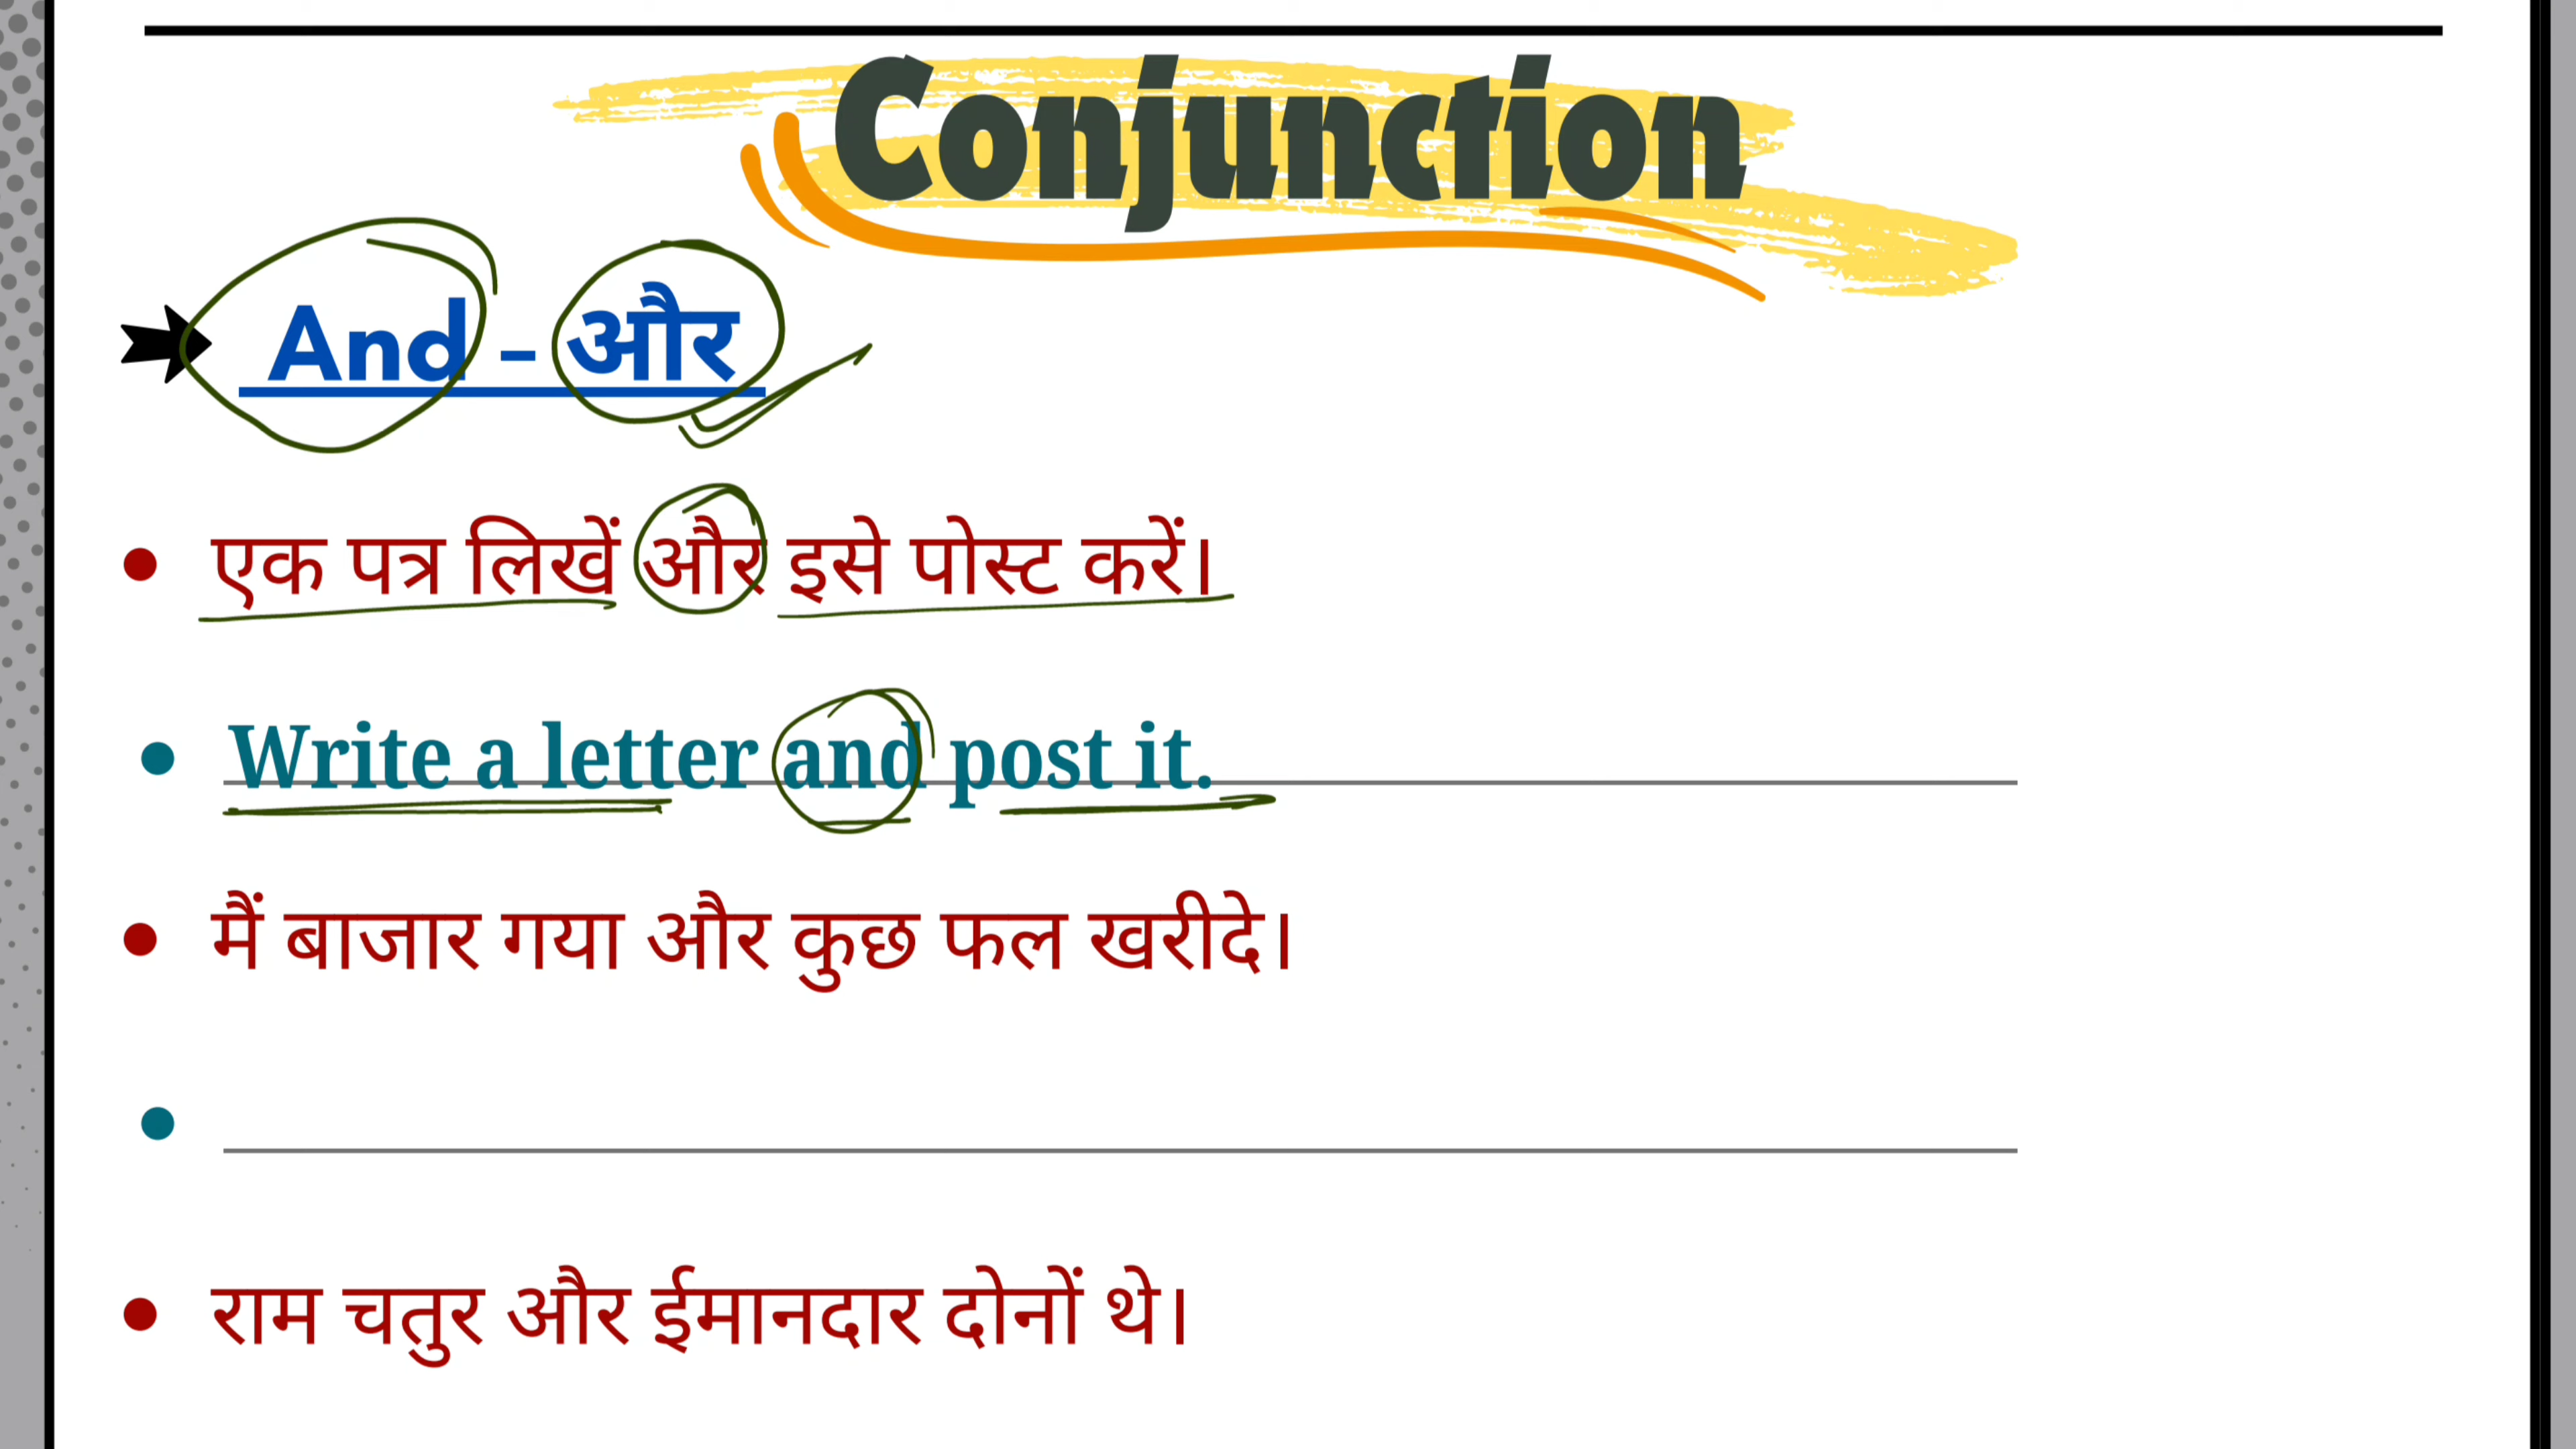 Conjunction
And – और
एक पत्र लिखें और इसे पोस्ट करें।
Write a letter and post it.
मैं बाजार गया और कुछ फल खरीदे।
राम चतुर और ईमानदार दोनों थे।